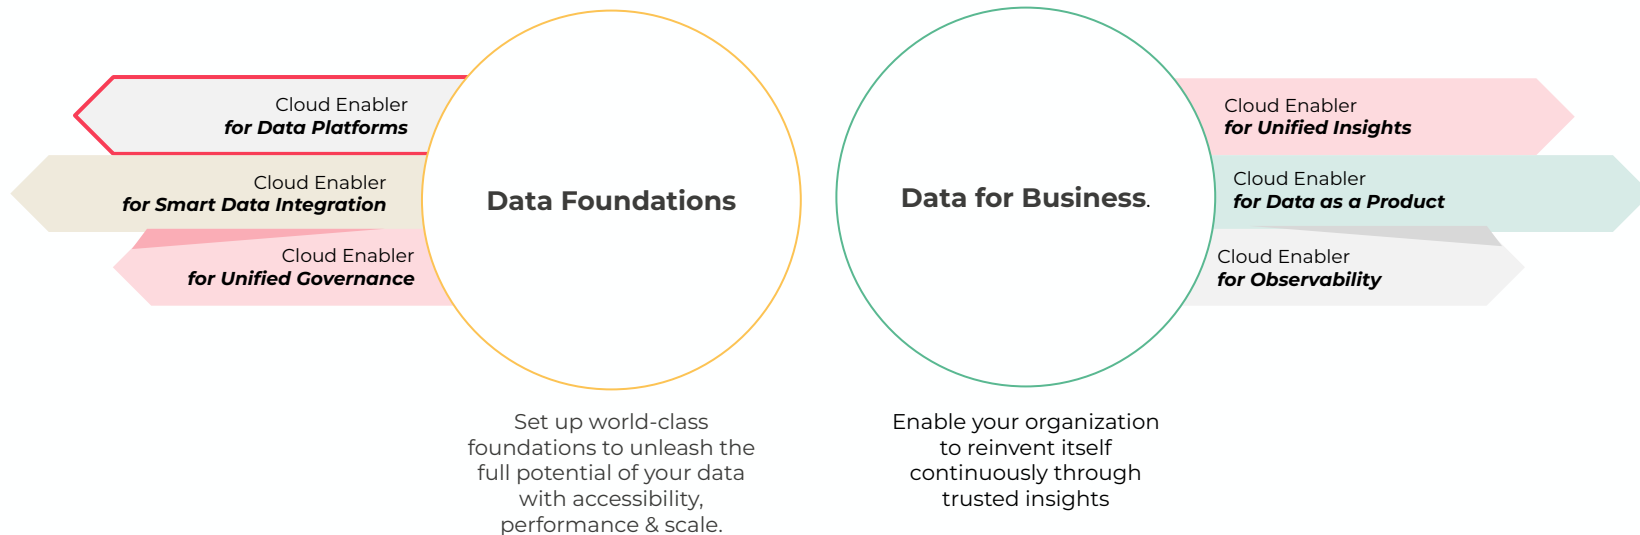 Cloud Enabler
for Data Platforms
Cloud Enabler
for Smart Data Integration
Cloud Enabler
for Unified Governance
Data Foundations
Set up world-class
foundations to unleash the
full potential of your data
with accessibility,
performance & scale.
Data for Business.
Enable your organization
to reinvent itself
continuously through
trusted insights
Cloud Enabler
for Unified Insights
Cloud Enabler
for Data as a Product
Cloud Enabler
for Observability